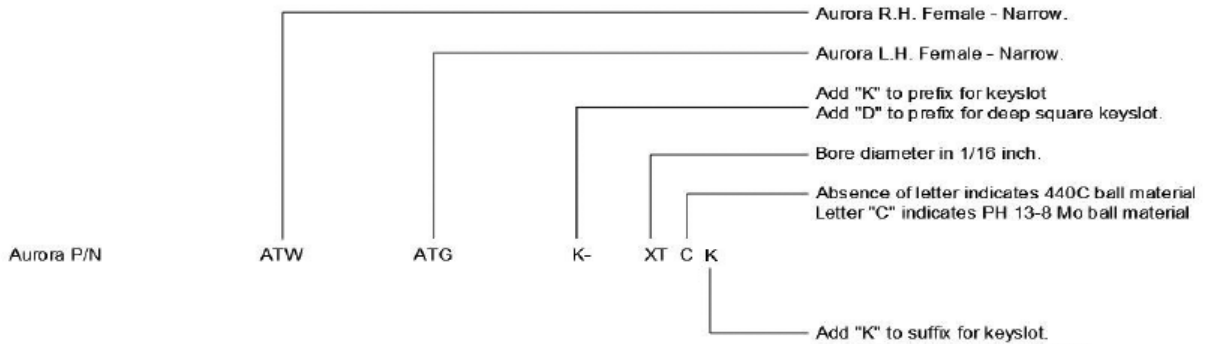 Aurora R.H. Female - Narrow.
Aurora L.H. Female - Narrow.
Add "K" to prefix for keyslot
Add "D" to prefix for deep square keyslot.
Bore diameter in 1/16 inch.
Absence of letter indicates 440C ball material
Letter "C" indicates PH 13-8 Mo ball material
Aurora P/N ATW ATG K- XT C K
Add "K" to suffix for keyslot.